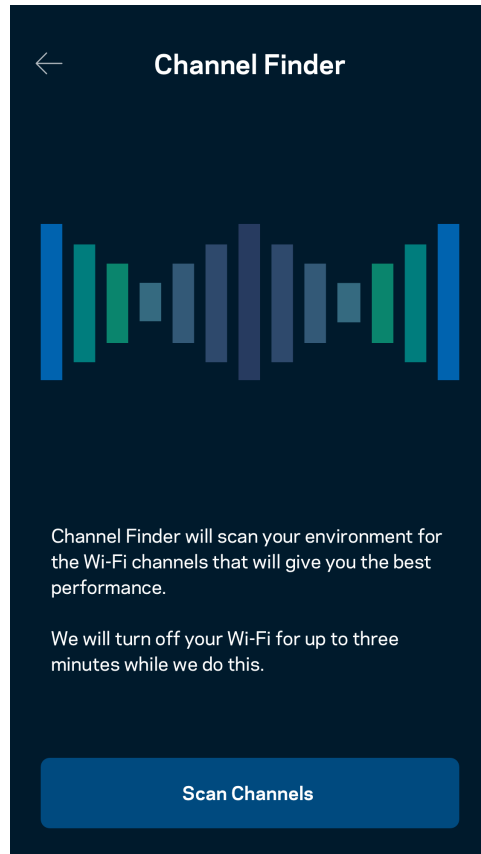 Channel Finder
Channel Finder will scan your environment for
the Wi-Fi channels that will give you the best
performance.
We will turn off your Wi-Fi for up to three
minutes while we do this.
Scan Channels